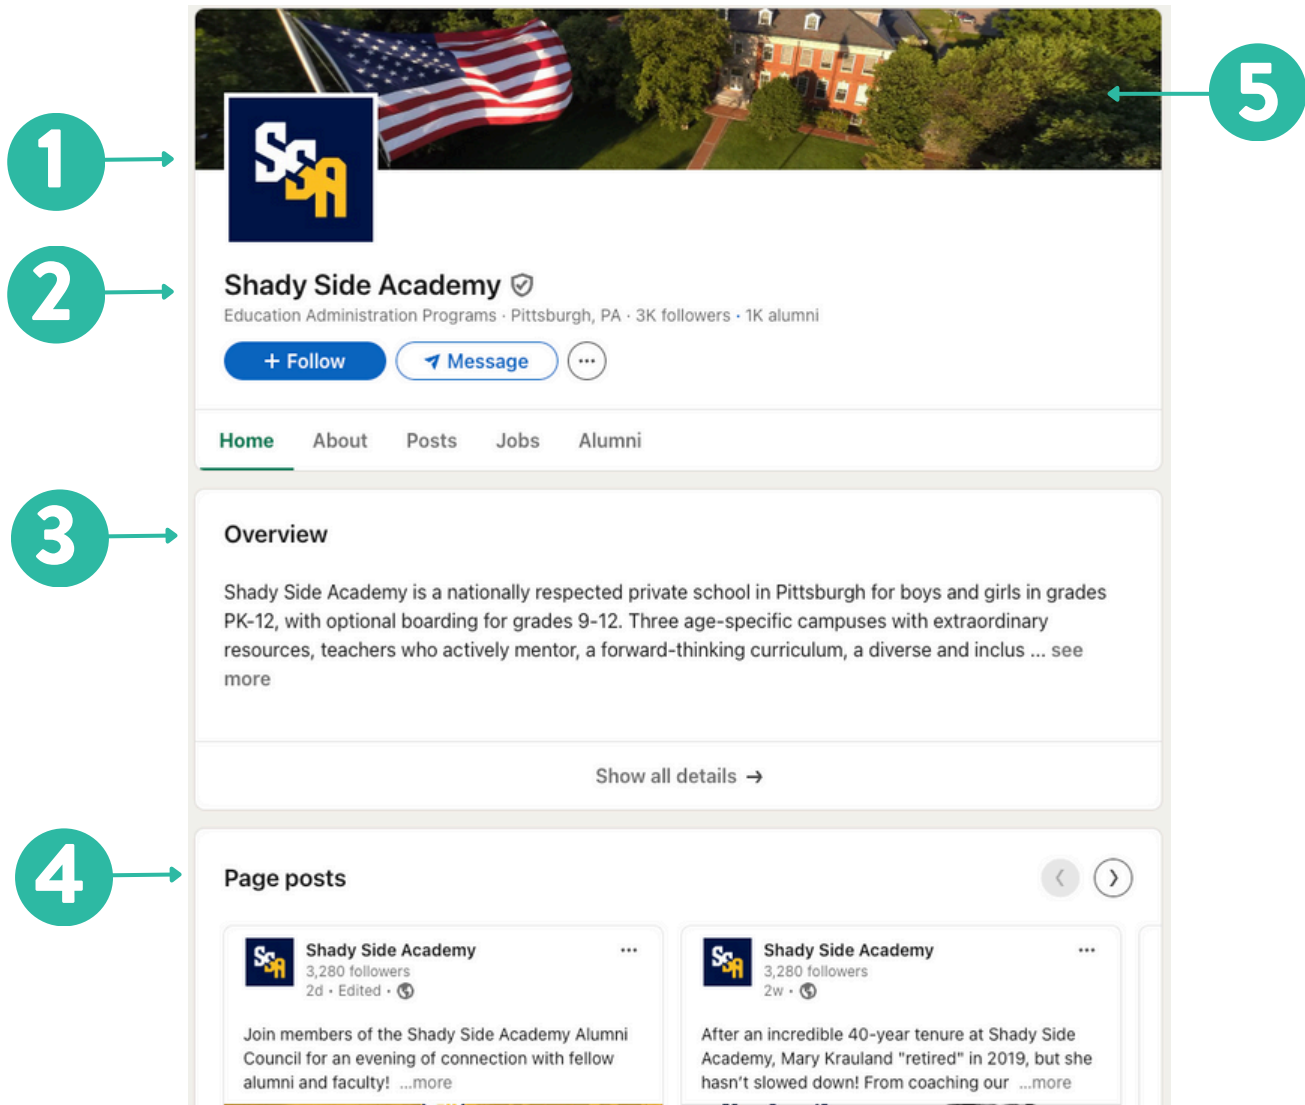 1
5
SSA
2
Shady Side Academy
Education Administration Programs · Pittsburgh, PA · 3K followers · 1K alumni
+ Follow
Message
...
Home About Posts Jobs Alumni
3
Overview
Shady Side Academy is a nationally respected private school in Pittsburgh for boys and girls in grades
PK-12, with optional boarding for grades 9-12. Three age-specific campuses with extraordinary
resources, teachers who actively mentor, a forward-thinking curriculum, a diverse and inclus ... see
more
Show all details →
4
Page posts
SSA
Shady Side Academy
3,280 followers
2d • Edited •
Join members of the Shady Side Academy Alumni
Council for an evening of connection with fellow
alumni and faculty! ...more
SSA
Shady Side Academy
3,280 followers
2w •
After an incredible 40-year tenure at Shady Side
Academy, Mary Krauland "retired" in 2019, but she
hasn't slowed down! From coaching our ...more